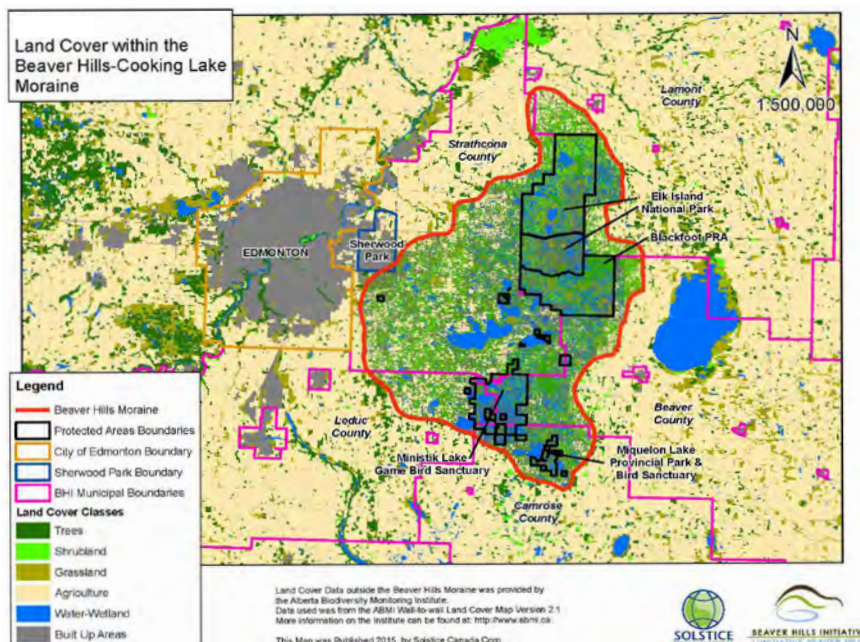 Land Cover within the
Beaver Hills-Cooking Lake
Moraine
N
1:500,000
Lamont
County
Strathcona
County
Elk Island
National Park
Blackfoot PRA
EDMONTON
Sherwood
Park
Leduc
County
Beaver
County
Ministik Lake
Game Bird Sanctuary
Miquelon Lake
Provincial Park &
Bird Sanctuary
Camrose
County
Legend
Beaver Hills Moraine
Protected Areas Boundaries
City of Edmonton Boundary
Sherwood Park Boundary
BHI Municipal Boundaries
Land Cover Classes
Trees
Shrubland
Grassland
Agriculture
Water-Wetland
Built Up Areas
Land Cover Data outside the Beaver Hills Moraine was provided by
the Alberta Biodiversity Monitoring Institute.
Data used was from the ABMI Wall-to-wall Land Cover Map Version 2.1
More information on the Institute can be found at: http://www.abmi.ca
This Map was Published 2015, by Solstice Canada Corp.
SOLSTICE
BEAVER HILLS INITIATIVE